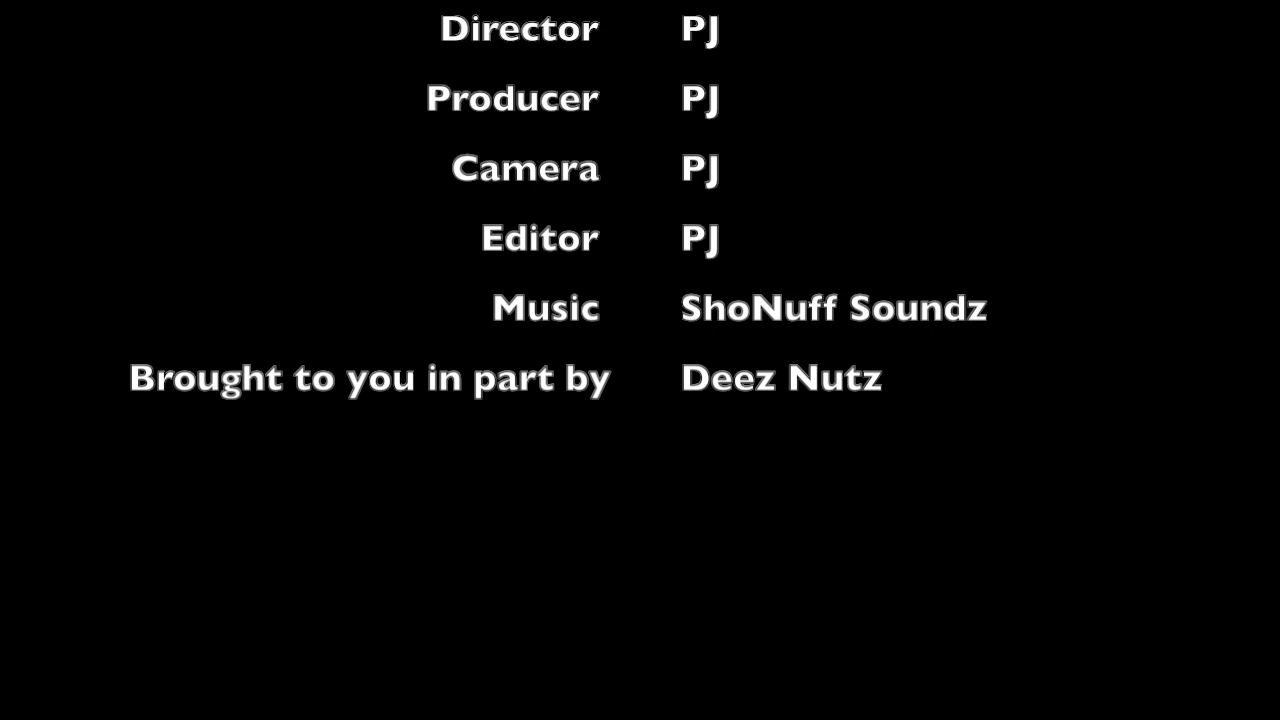 Director PJ
Producer PJ
Camera PJ
Editor PJ
Music ShoNuff Soundz
Brought to you in part by Deez Nutz